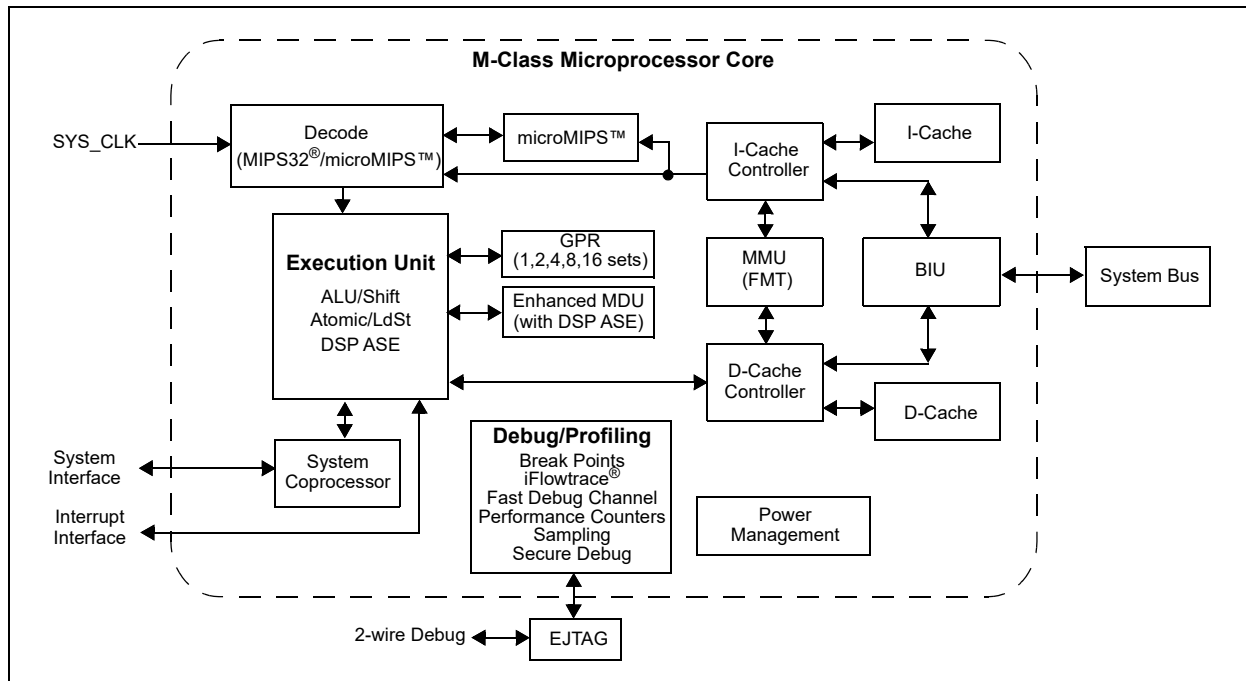 M-Class Microprocessor Core
SYS_CLK
Decode
(MIPS32®/microMIPS™)
microMIPS™
I-Cache
Controller
I-Cache
Execution Unit
ALU/Shift
Atomic/LdSt
DSP ASE
GPR
(1,2,4,8,16 sets)
Enhanced MDU
(with DSP ASE)
MMU
(FMT)
BIU
System Bus
D-Cache
Controller
D-Cache
System
Interface
System
Coprocessor
Interrupt
Interface
Debug/Profiling
Break Points
iFlowtrace®
Fast Debug Channel
Performance Counters
Sampling
Secure Debug
Power
Management
2-wire Debug
EJTAG